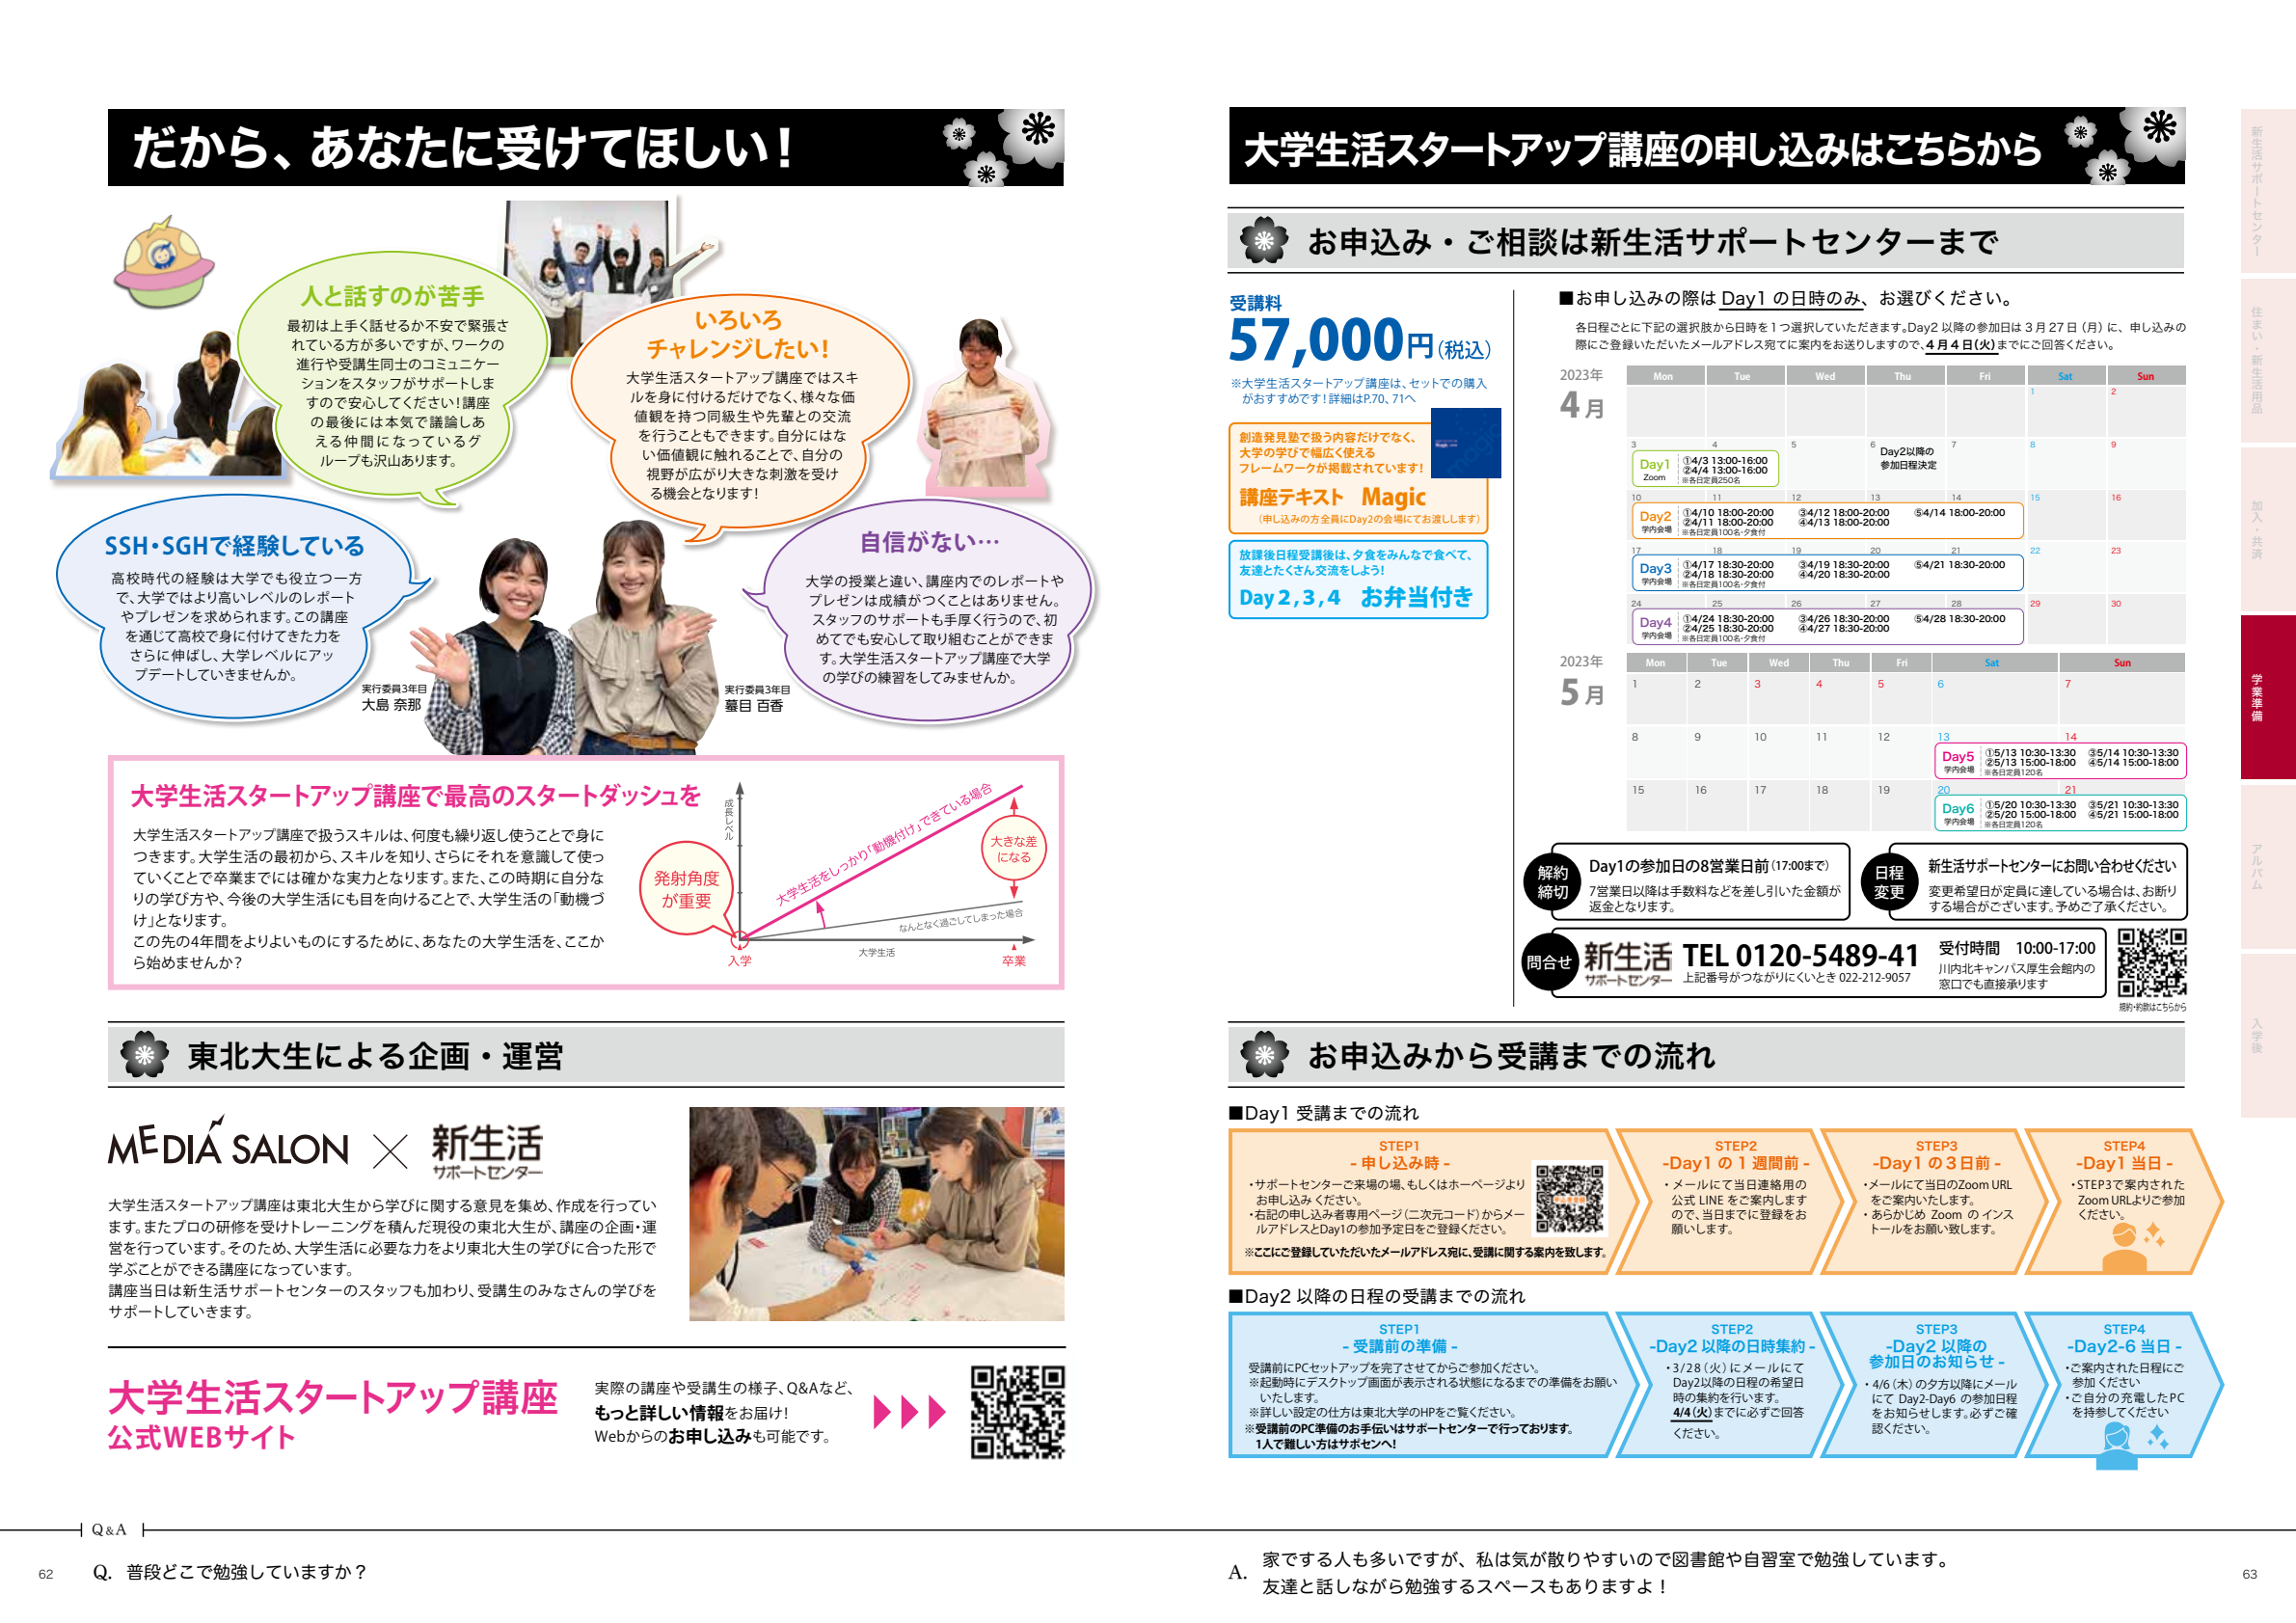 だから、あなたに受けてほしい！
人と話すのが苦手
最初は上手く話せるか不安で緊張さ
れている方が多いですが、ワークの
進行や受講生同士のコミュニケー
ションをスタッフがサポートしま
すので安心してください！講座
の最後には本気で議論しあ
える仲間になっているグ
ループも沢山あります。
いろいろ
チャレンジしたい！
大学生活スタートアップ講座ではスキ
ルを身に付けるだけでなく、様々な価
値観を持つ同級生や先輩との交流
を行うこともできます。自分にはな
い価値観に触れることで、自分の
視野が広がり大きな刺激を受け
る機会となります！
SSH・SGHで経験している
高校時代の経験は大学でも役立つ一方
で、大学ではより高いレベルのレポート
やプレゼンを求められます。この講座
を通じて高校で身に付けてきた力を
さらに伸ばし、大学レベルにアッ
プデートしていきませんか。
自信がない…
大学の授業と違い、講座内でのレポートや
プレゼンは成績がつくことはありません。
スタッフのサポートも手厚く行うので、初
めてでも安心して取り組むことができま
す。大学生活スタートアップ講座で大学
の学びの練習をしてみませんか。
実行委員3年目
大島 奈那
実行委員3年目
蟇目 百香
大学生活スタートアップ講座で最高のスタートダッシュを
大学生活スタートアップ講座で扱うスキルは、何度も繰り返し使うことで身に
つきます。大学生活の最初から、スキルを知り、さらにそれを意識して使っ
ていくことで卒業までには確かな実力となります。また、この時期に自分な
りの学び方や、今後の大学生活にも目を向けることで、大学生活の「動機づ
け」となります。
この先の4年間をよりよいものにするために、あなたの大学生活を、ここか
ら始めませんか？
成長レベル
大学生活をしっかり「動機付け」できている場合
大きな差
になる
発射角度
が重要
なんとなく過ごしてしまった場合
入学
大学生活
卒業
東北大生による企画・運営
MEDIA SALON × 新生活
サポートセンター
大学生活スタートアップ講座は東北大生から学びに関する意見を集め、作成を行ってい
ます。またプロの研修を受けトレーニングを積んだ現役の東北大生が、講座の企画・運
営を行っています。そのため、大学生活に必要な力をより東北大生の学びに合った形で
学ぶことができる講座になっています。
講座当日は新生活サポートセンターのスタッフも加わり、受講生のみなさんの学びを
サポートしていきます。
大学生活スタートアップ講座
公式WEBサイト
実際の講座や受講生の様子、Q&Aなど、
もっと詳しい情報をお届け！
Webからのお申し込みも可能です。
Q&A
62
Q. 普段どこで勉強していますか？
大学生活スタートアップ講座の申し込みはこちらから
お申込み・ご相談は新生活サポートセンターまで
受講料
57,000円(税込)
※大学生活スタートアップ講座は、セットでの購入
がおすすめです！詳細はP.70、71へ
創造発見塾で扱う内容だけでなく、
大学の学びで幅広く使える
フレームワークが掲載されています！
講座テキスト Magic
(申し込みの方全員にDay2の会場にてお渡しします)
magic
放課後日程受講後は、夕食をみんなで食べて、
友達とたくさん交流をしよう！
Day 2,3,4 お弁当付き
■お申し込みの際は Day1 の日時のみ、お選びください。
各日程ごとに下記の選択肢から日時を1つ選択していただきます。Day2 以降の参加日は 3 月 27 日 (月) に、申し込みの
際にご登録いただいたメールアドレス宛てに案内をお送りしますので、4 月 4 日(火)までにご回答ください。
2023年
4月
Mon Tue Wed Thu Fri Sat Sun
1 2
3 4 5 6 7 8 9
Day2以降の
参加日程決定
Day1 Zoom
①4/3 13:00-16:00
②4/4 13:00-16:00
※各日定員250名
10 11 12 13 14 15 16
Day2 学内会場
①4/10 18:00-20:00 ③4/12 18:00-20:00 ⑤4/14 18:00-20:00
②4/11 18:00-20:00 ④4/13 18:00-20:00
※各日定員100名・夕食付
17 18 19 20 21 22 23
Day3 学内会場
①4/17 18:30-20:00 ③4/19 18:30-20:00 ⑤4/21 18:30-20:00
②4/18 18:30-20:00 ④4/20 18:30-20:00
※各日定員100名・夕食付
24 25 26 27 28 29 30
Day4 学内会場
①4/24 18:30-20:00 ③4/26 18:30-20:00 ⑤4/28 18:30-20:00
②4/25 18:30-20:00 ④4/27 18:30-20:00
※各日定員100名・夕食付
2023年
5月
Mon Tue Wed Thu Fri Sat Sun
1 2 3 4 5 6 7
8 9 10 11 12 13 14
Day5 学内会場
①5/13 10:30-13:30 ③5/14 10:30-13:30
②5/13 15:00-18:00 ④5/14 15:00-18:00
※各日定員120名
15 16 17 18 19 20 21
Day6 学内会場
①5/20 10:30-13:30 ③5/21 10:30-13:30
②5/20 15:00-18:00 ④5/21 15:00-18:00
※各日定員120名
解約
締切
Day1の参加日の8営業日前(17:00まで)
7営業日以降は手数料などを差し引いた金額が
返金となります。
日程
変更
新生活サポートセンターにお問い合わせください
変更希望日が定員に達している場合は、お断り
する場合がございます。予めご了承ください。
問合せ
新生活
サポートセンター
TEL 0120-5489-41
上記番号がつながりにくいとき 022-212-9057
受付時間 10:00-17:00
川内北キャンパス厚生会館内の
窓口でも直接承ります
規約・約款はこちらから
お申込みから受講までの流れ
■Day1 受講までの流れ
STEP1
- 申し込み時 -
・サポートセンターご来場の場、もしくはホーページより
お申し込みください。
・右記の申し込み者専用ページ(二次元コード)からメー
ルアドレスとDay1の参加予定日をご登録ください。
※ここにご登録していただいたメールアドレス宛に、受講に関する案内を致します。
STEP2
-Day1 の 1 週間前 -
・メールにて当日連絡用の
公式 LINE をご案内します
ので、当日までに登録をお
願いします。
STEP3
-Day1 の 3 日前 -
・メールにて当日のZoom URL
をご案内いたします。
・あらかじめ Zoom の インス
トールをお願い致します。
STEP4
-Day1 当日 -
・STEP3で案内された
Zoom URLよりご参加
ください。
■Day2 以降の日程の受講までの流れ
STEP1
- 受講前の準備 -
受講前にPCセットアップを完了させてからご参加ください。
※起動時にデスクトップ画面が表示される状態になるまでの準備をお願い
いたします。
※詳しい設定の仕方は東北大学のHPをご覧ください。
※受講前のPC準備のお手伝いはサポートセンターで行っております。
1人で難しい方はサポセンへ！
STEP2
-Day2 以降の日時集約 -
・3/28 (火) にメールにて
Day2以降の日程の希望日
時の集約を行います。
4/4(火)までに必ずご回答
ください。
STEP3
-Day2 以降の
参加日のお知らせ -
・4/6 (木) の夕方以降にメール
にて Day2-Day6 の参加日程
をお知らせします。必ずご確
認ください。
STEP4
-Day2-6 当日 -
・ご案内された日程にご
参加ください
・ご自分の充電したPC
を持参してください
A. 家でする人も多いですが、私は気が散りやすいので図書館や自習室で勉強しています。
友達と話しながら勉強するスペースもありますよ！
63
新生活サポートセンター
住まい・新生活用品
加入・共済
学業準備
アルバム
入学後